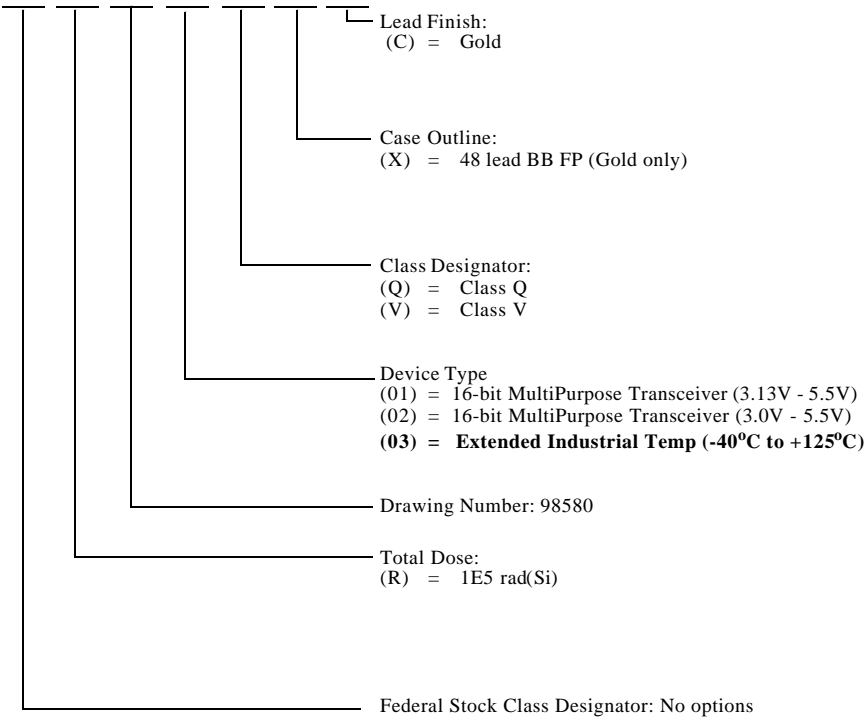 Lead Finish:
(C) = Gold
Case Outline:
(X) = 48 lead BB FP (Gold only)
Class Designator:
(Q) = Class Q
(V) = Class V
Device Type
(01) = 16-bit MultiPurpose Transceiver (3.13V - 5.5V)
(02) = 16-bit MultiPurpose Transceiver (3.0V - 5.5V)
(03) = Extended Industrial Temp (-40°C to +125°C)
Drawing Number: 98580
Total Dose:
(R) = 1E5 rad(Si)
Federal Stock Class Designator: No options